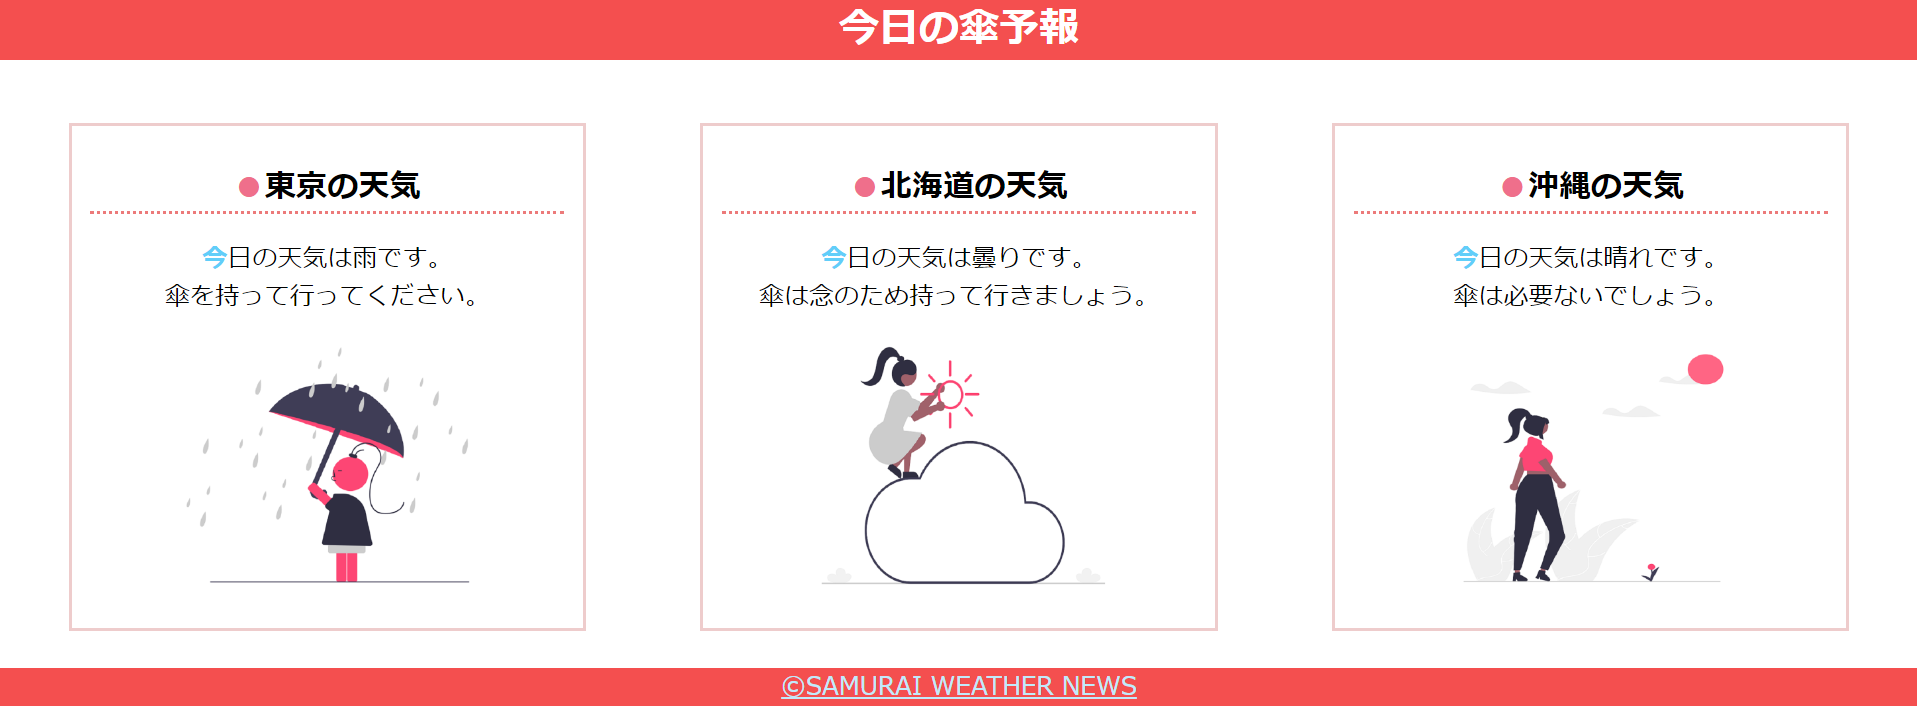 今日の傘予報
●東京の天気
今日の天気は雨です。
傘を持って行ってください。
●北海道の天気
今日の天気は曇りです。
傘は念のため持って行きましょう。
●沖縄の天気
今日の天気は晴れです。
傘は必要ないでしょう。
©SAMURAI WEATHER NEWS